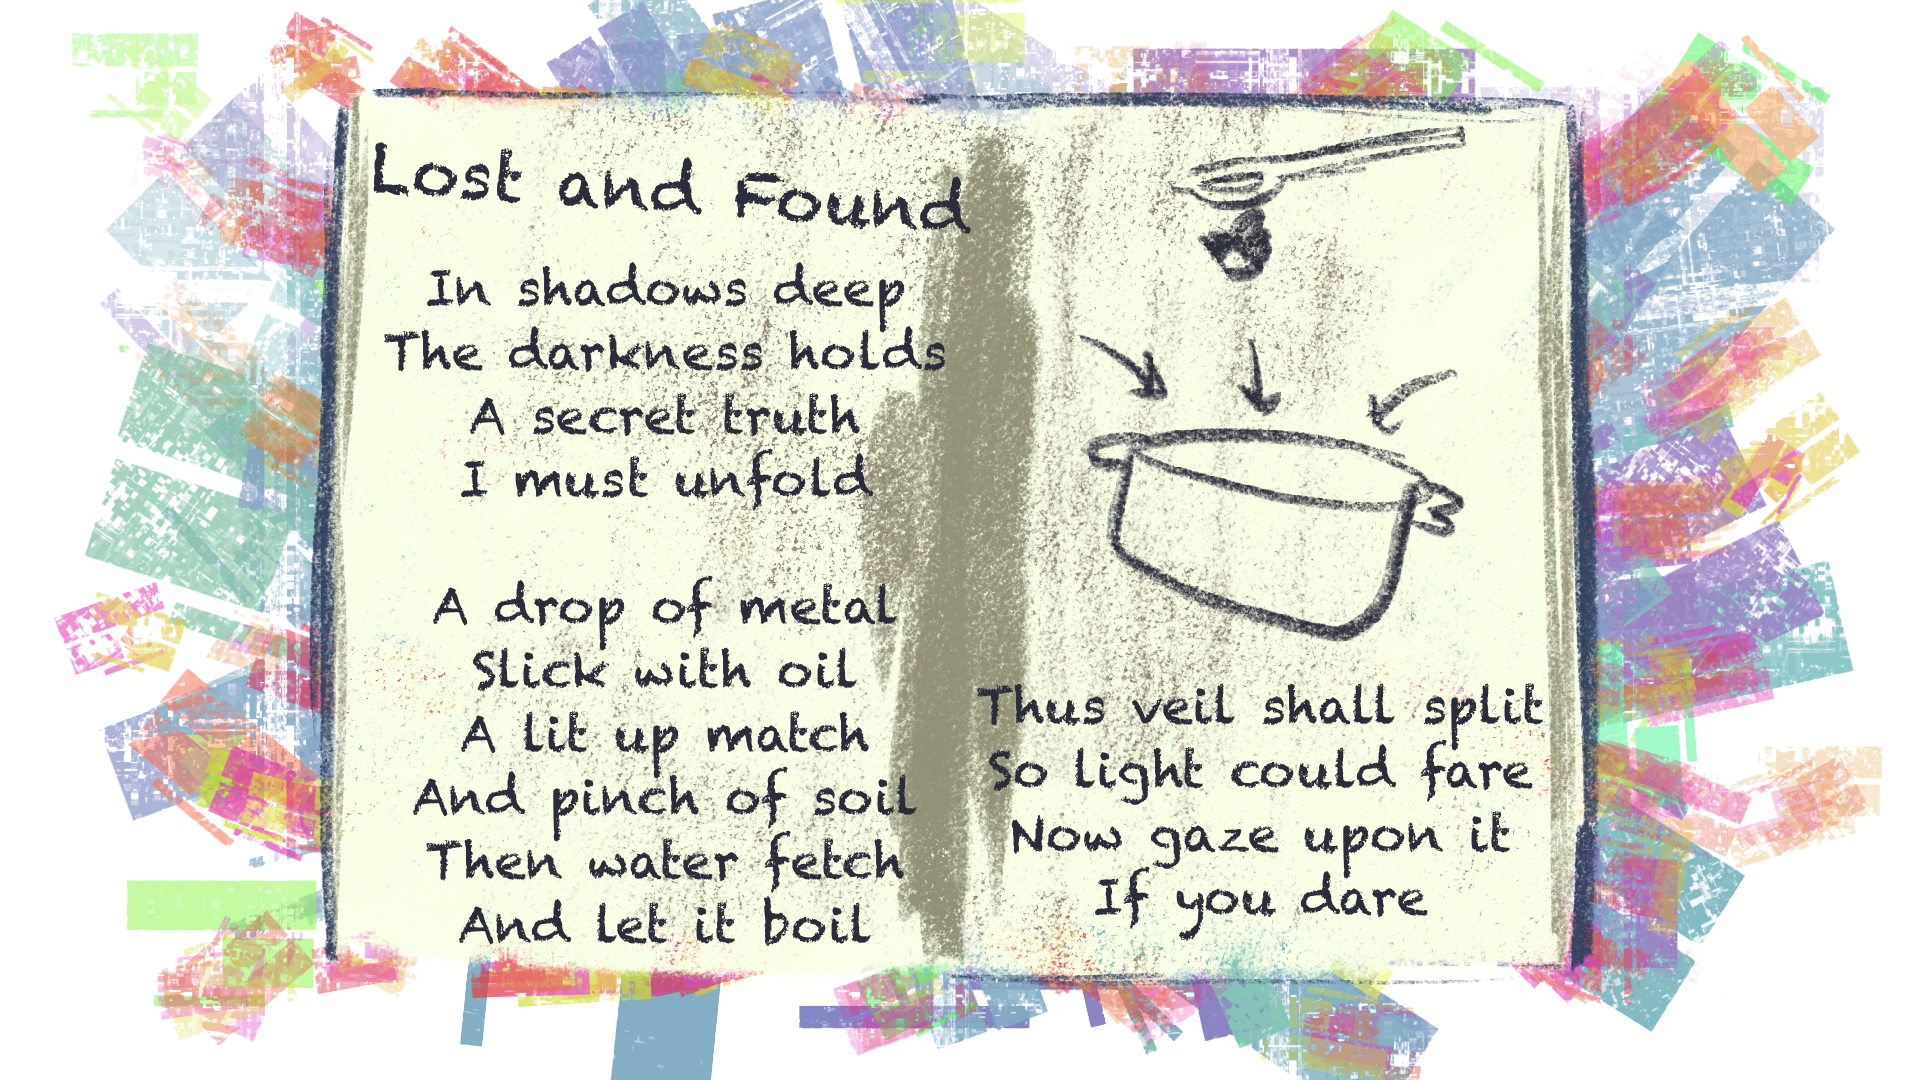 Lost and Found
In shadows deep
The darkness holds
A secret truth
I must unfold
A drop of metal
Slick with oil
A lit up match
And pinch of soil
Then water fetch
And let it boil
Thus veil shall split
So light could fare
Now gaze upon it
If you dare